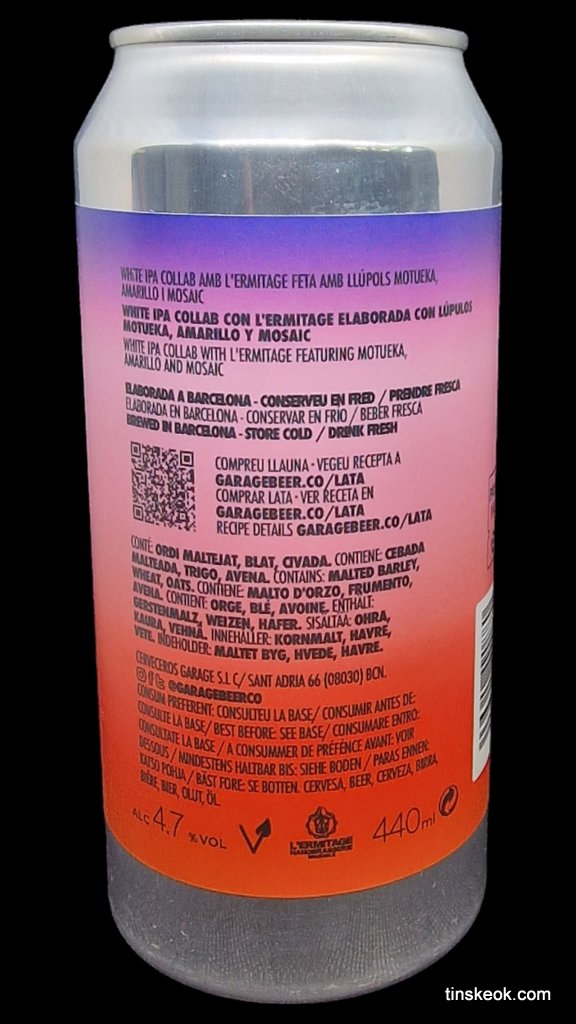 WHITE IPA COLLAB AMB L'ERMITAGE FETA AMB LLÚPOLS MOTUEKA,
AMARILLO I MOSAIC
WHITE IPA COLLAB CON L'ERMITAGE ELABORADA CON LÚPULOS
MOTUEKA, AMARILLO Y MOSAIC
WHITE IPA COLLAB WITH L'ERMITAGE FEATURING MOTUEKA,
AMARILLO AND MOSAIC
ELABORADA A BARCELONA - CONSERVEU EN FRED / PRENDRE FRESCA
ELABORADA EN BARCELONA - CONSERVAR EN FRIO / BEBER FRESCA
BREWED IN BARCELONA - STORE COLD / DRINK FRESH
COMPREU LLAUNA · VEGEU RECEPTA A
GARAGEBEER.CO/LATA
COMPRAR LATA · VER RECETA EN
GARAGEBEER.CO/LATA
RECIPE DETAILS GARAGEBEER.CO/LATA
CONTÉ: ORDI MALTEJAT, BLAT, CIVADA. CONTIENE: CEBADA
MALTEADA, TRIGO, AVENA. CONTAINS: MALTED BARLEY,
WHEAT, OATS. CONTIENE: MALTO D'ORZO, FRUMENTO,
AVENA. CONTIENT: ORGE, BLÉ, AVOINE. ENTHALT:
GERSTENMALZ, WEIZEN, HAFER. SISÄLTÄÄ: OHRA,
KAURA, VEHNÄ. INNEHALLER: KORNMALT, HAVRE,
VETE. INDEHOLDER: MALTET BYG, HVEDE, HAVRE.
CERVECEROS GARAGE S.L C/ SANT ADRIA 66 (08030) BCN.
@GARAGEBEERCO
CONSUM PREFERENT: CONSULTEU LA BASE/ CONSUMIR ANTES DE:
CONSULTE LA BASE/ BEST BEFORE: SEE BASE/ CONSUMARE ENTRO:
CONSULTATE LA BASE / A CONSUMMER DE PRÉFÉNCE AVANT: VOIR
DESSOUS / MINDESTENS HALTBAR BIS: SIEHE BODEN / PARAS ENNEN:
KATSO POHJA / BÄST FORE: SE BOTTEN. CERVESA, BEER, CERVEZA, BIRRA,
BIÈRE, BIER, OLUT, ÖL.
ALC 4.7 % VOL
L'ERMITAGE
NANOBRASSERIE
440ml
tinskeok.com